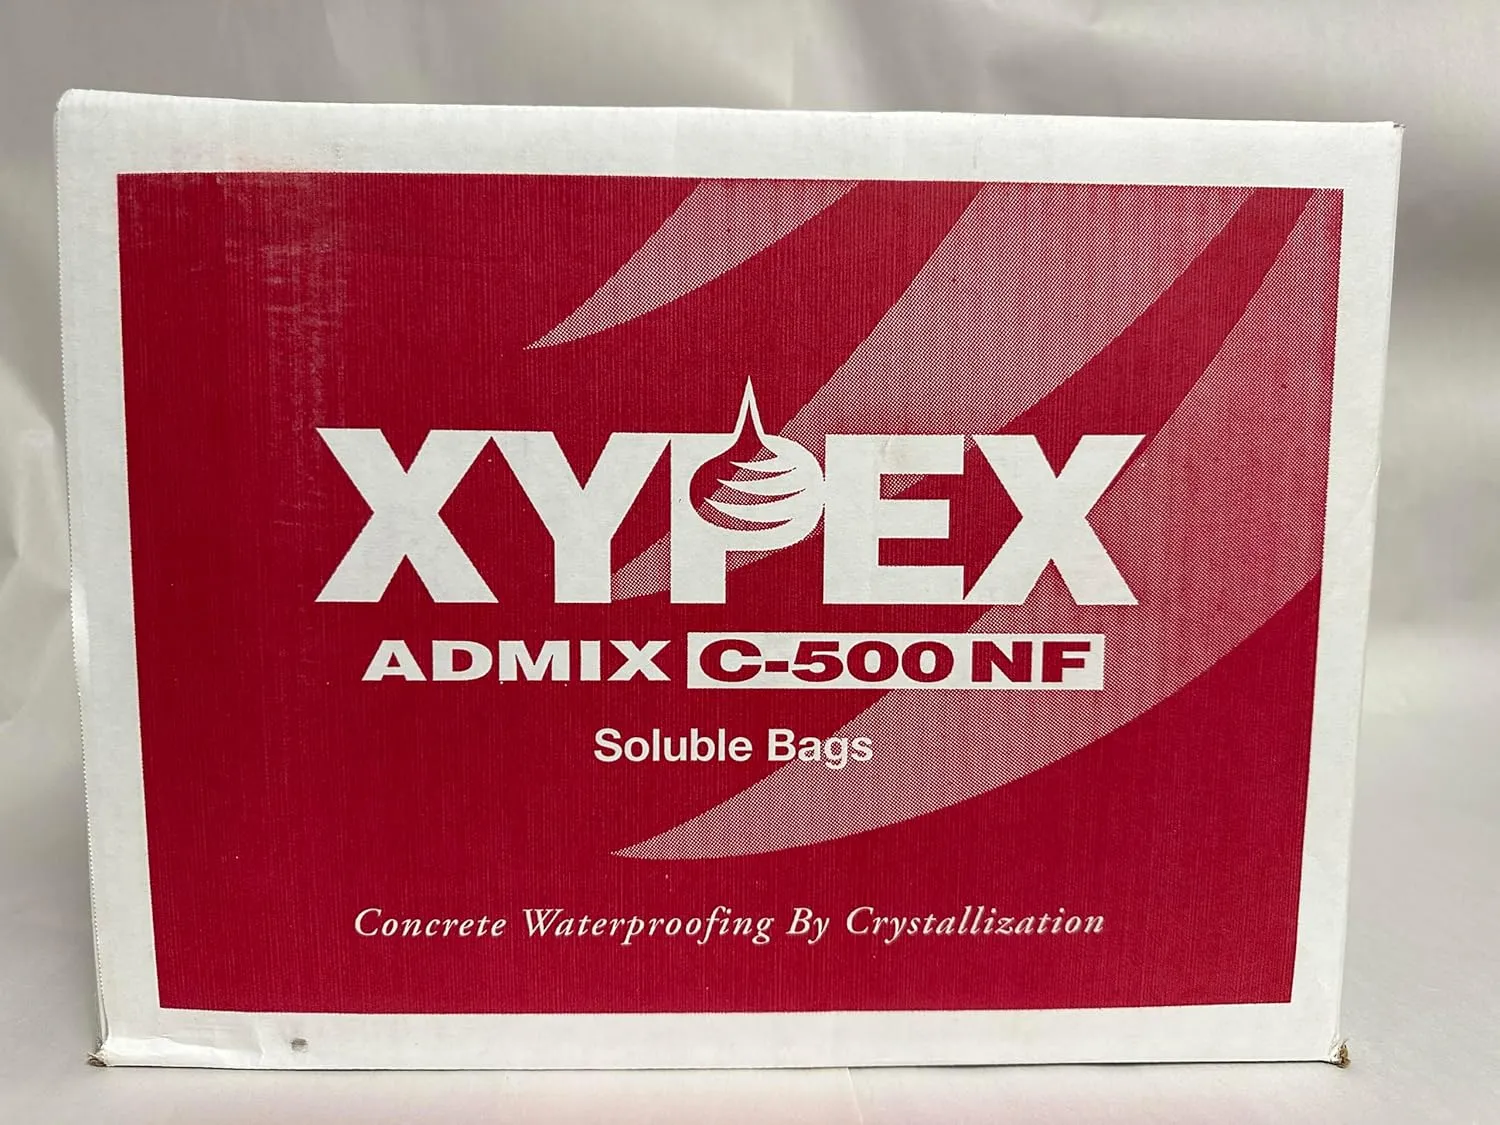 XYPEX
ADMIX C-500 NF
Soluble Bags
Concrete Waterproofing By Crystallization